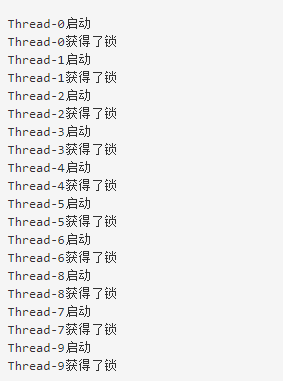 Thread-0启动
Thread-0获得了锁
Thread-1启动
Thread-1获得了锁
Thread-2启动
Thread-2获得了锁
Thread-3启动
Thread-3获得了锁
Thread-4启动
Thread-4获得了锁
Thread-5启动
Thread-5获得了锁
Thread-6启动
Thread-6获得了锁
Thread-8启动
Thread-8获得了锁
Thread-7启动
Thread-7获得了锁
Thread-9启动
Thread-9获得了锁